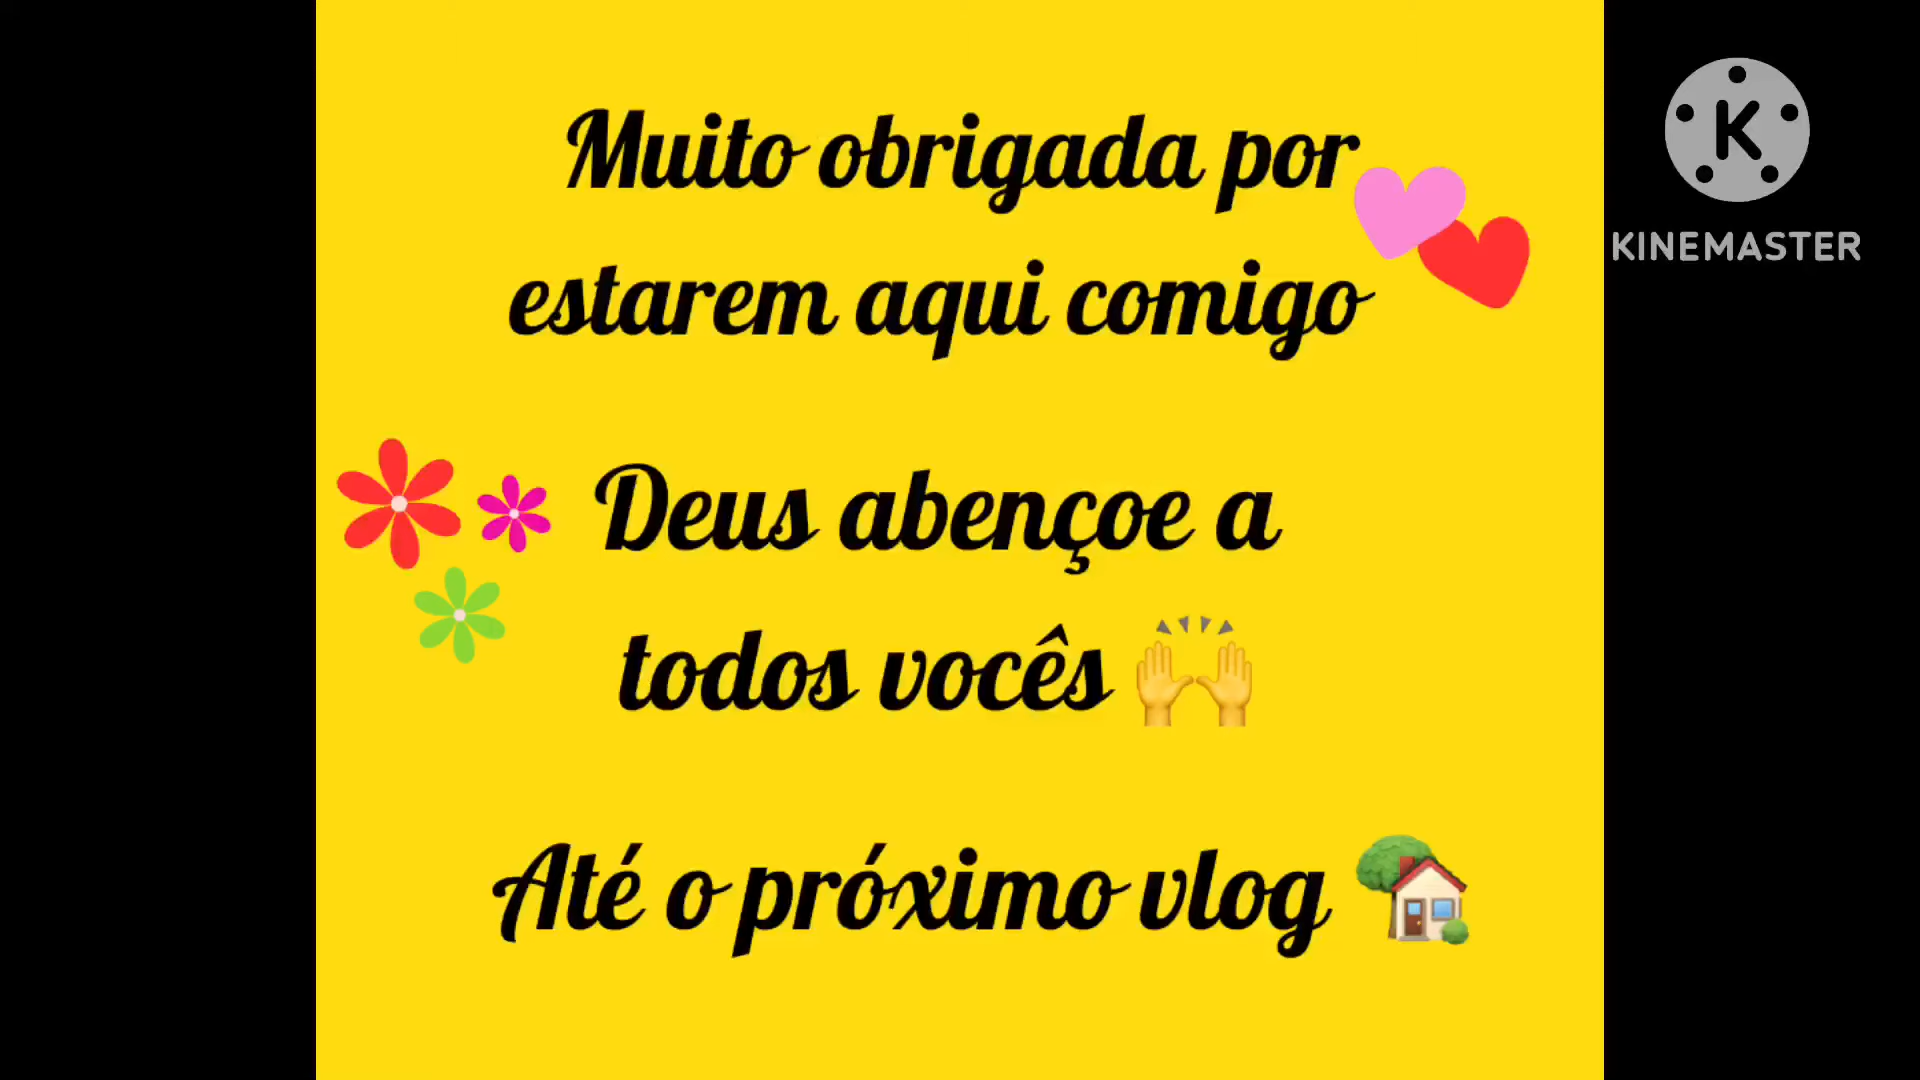 Muito obrigada por
estarem aqui comigo
Deus abençoe a
todos vocês 🙌
Até o próximo vlog 🏡
K
KINEMASTER